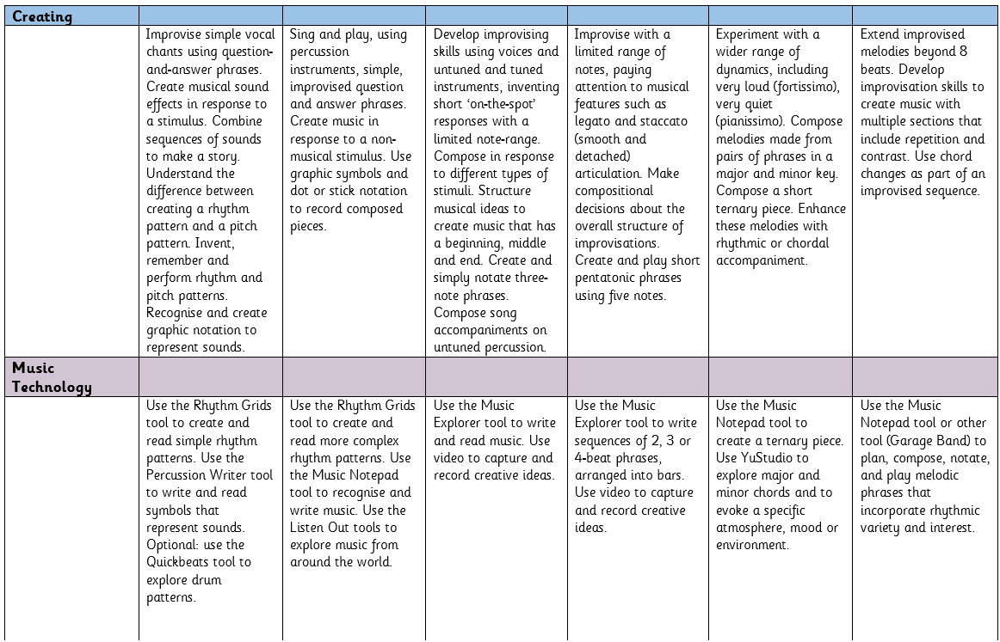 Creating
Improvise simple vocal
chants using question-
and-answer phrases.
Create musical sound
effects in response to
a stimulus. Combine
sequences of sounds
to make a story.
Understand the
difference between
creating a rhythm
pattern and a pitch
pattern. Invent,
remember and
perform rhythm and
pitch patterns.
Recognise and create
graphic notation to
represent sounds.
Sing and play, using
percussion
instruments, simple,
improvised question
and answer phrases.
Create music in
response to a non-
musical stimulus. Use
graphic symbols and
dot or stick notation
to record composed
pieces.
Develop improvising
skills using voices and
untuned and tuned
instruments, inventing
short ‘on-the-spot’
responses with a
limited note-range.
Compose in response
to different types of
stimuli. Structure
musical ideas to
create music that has
a beginning, middle
and end. Create and
simply notate three-
note phrases.
Compose song
accompaniments on
untuned percussion.
Improvise with a
limited range of
notes, paying
attention to musical
features such as
legato and staccato
(smooth and
detached)
articulation. Make
compositional
decisions about the
overall structure of
improvisations.
Create and play short
pentatonic phrases
using five notes.
Experiment with a
wider range of
dynamics, including
very loud (fortissimo),
very quiet
(pianissimo). Compose
melodies made from
pairs of phrases in a
major and minor key.
Compose a short
ternary piece. Enhance
these melodies with
rhythmic or chordal
accompaniment.
Extend improvised
melodies beyond 8
beats. Develop
improvisation skills to
create music with
multiple sections that
include repetition and
contrast. Use chord
changes as part of an
improvised sequence.
Music
Technology
Use the Rhythm Grids
tool to create and
read simple rhythm
patterns. Use the
Percussion Writer tool
to write and read
symbols that
represent sounds.
Optional: use the
Quickbeats tool to
explore drum
patterns.
Use the Rhythm Grids
tool to create and
read more complex
rhythm patterns. Use
the Music Notepad
tool to recognise and
write music. Use the
Listen Out tools to
explore music from
around the world.
Use the Music
Explorer tool to write
and read music. Use
video to capture and
record creative ideas.
Use the Music
Explorer tool to write
sequences of 2, 3 or
4-beat phrases,
arranged into bars.
Use video to capture
and record creative
ideas.
Use the Music
Notepad tool to
create a ternary piece.
Use YuStudio to
explore major and
minor chords and to
evoke a specific
atmosphere, mood or
environment.
Use the Music
Notepad tool or other
tool (Garage Band) to
plan, compose, notate,
and play melodic
phrases that
incorporate rhythmic
variety and interest.